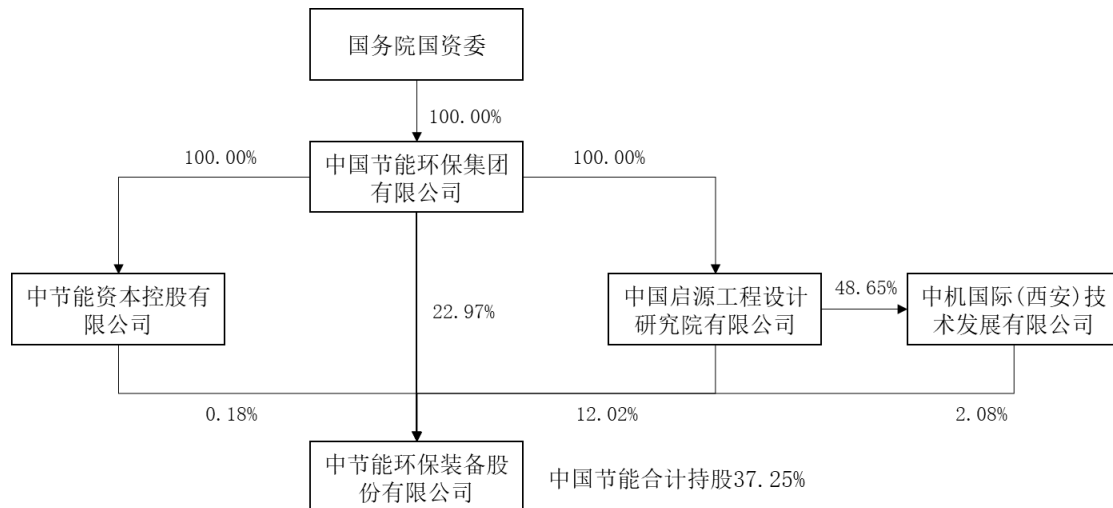 国务院国资委
100.00%
100.00%
中国节能环保集团
有限公司
100.00%
中节能资本控股有
限公司
22.97%
中国启源工程设计
研究院有限公司
48.65%
中机国际(西安)技
术发展有限公司
0.18%
12.02%
2.08%
中节能环保装备股
份有限公司
中国节能合计持股37.25%